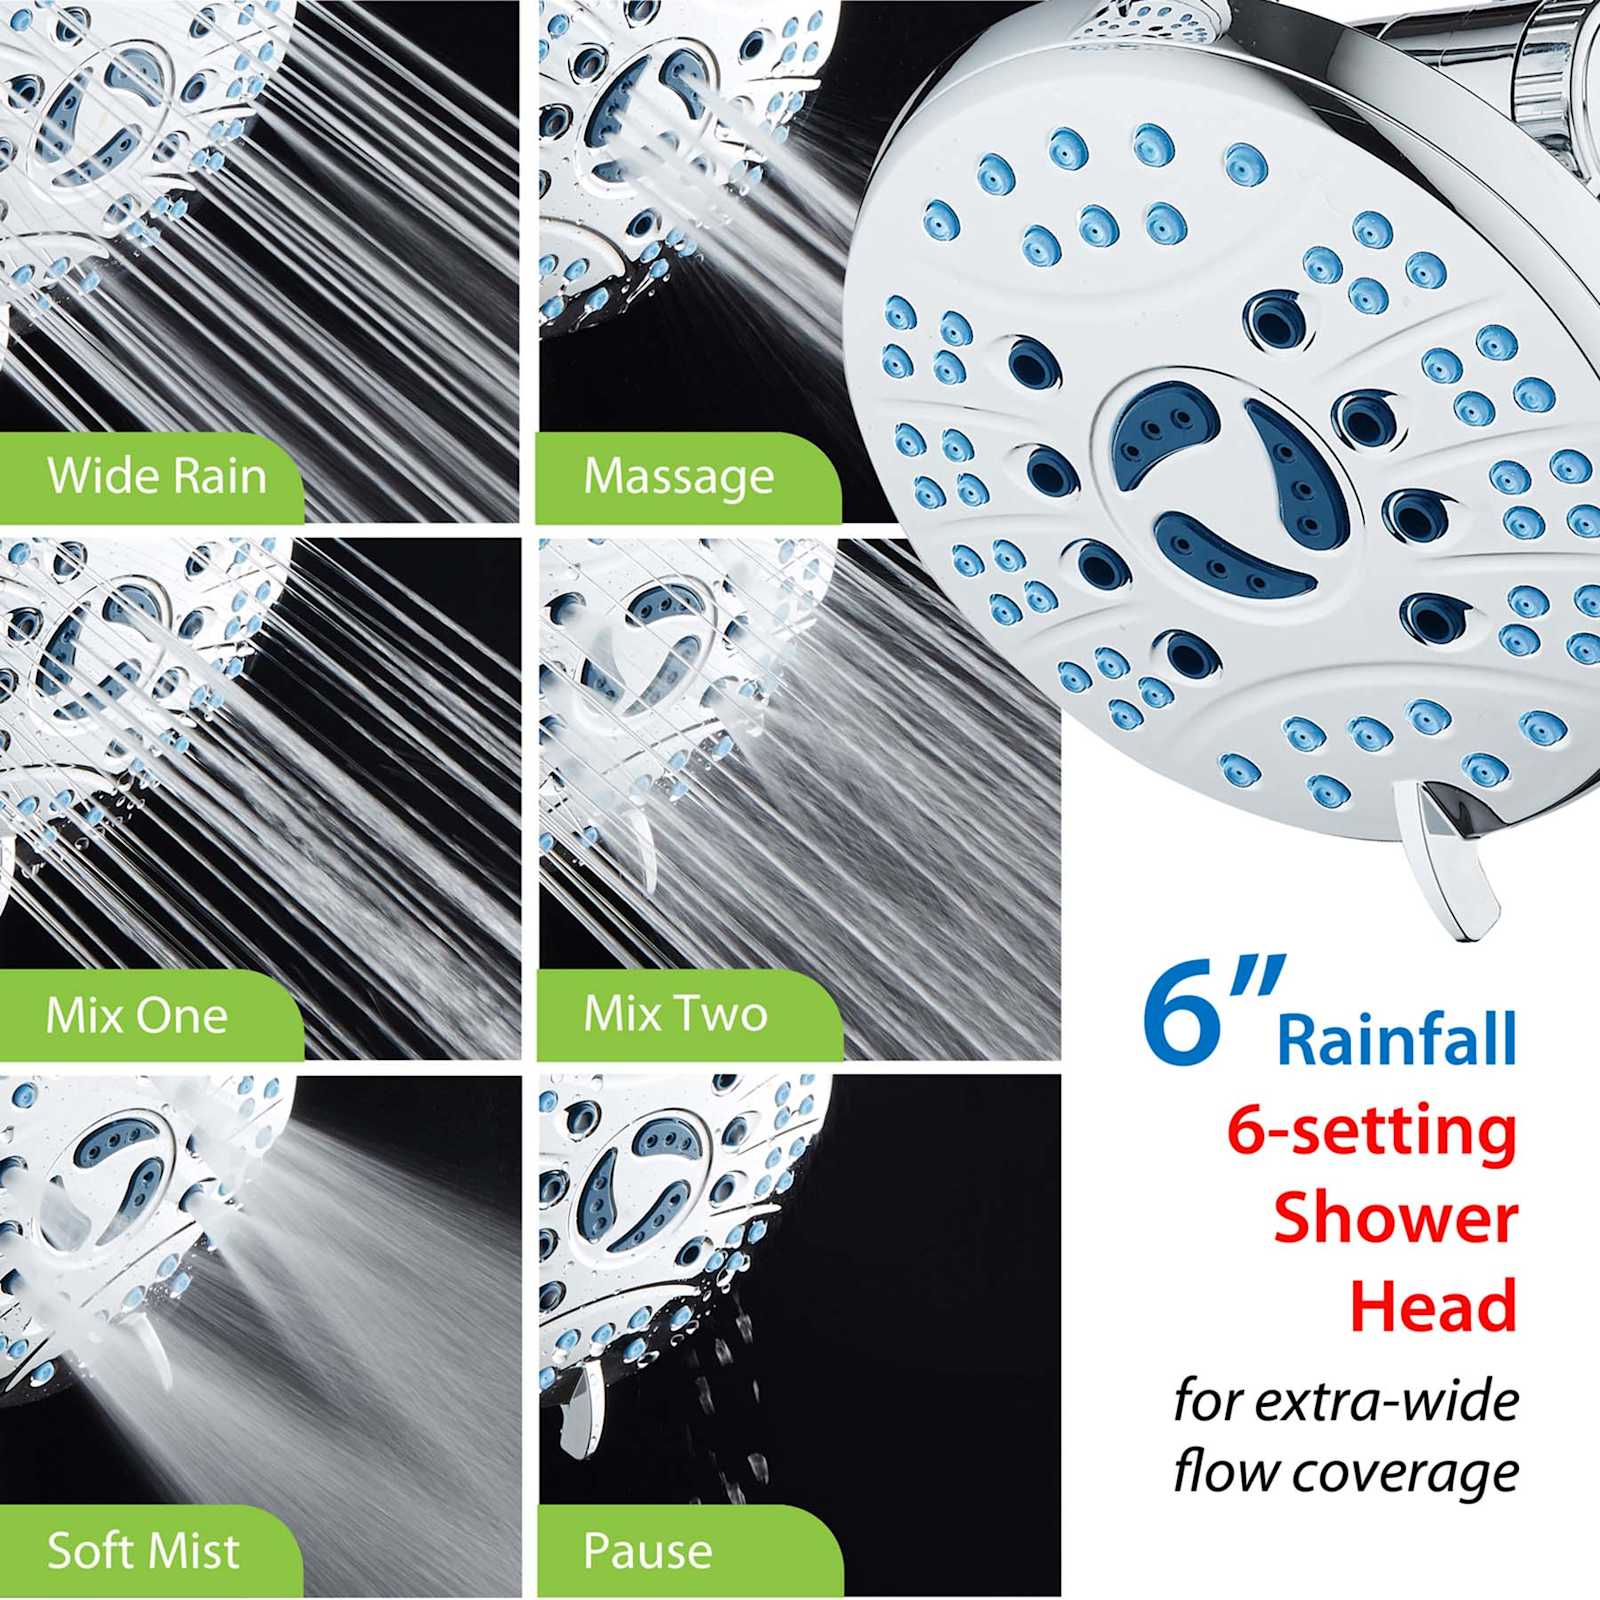 Wide Rain
Massage
Mix One
Mix Two
Soft Mist
Pause
6" Rainfall
6-setting
Shower
Head
for extra-wide
flow coverage